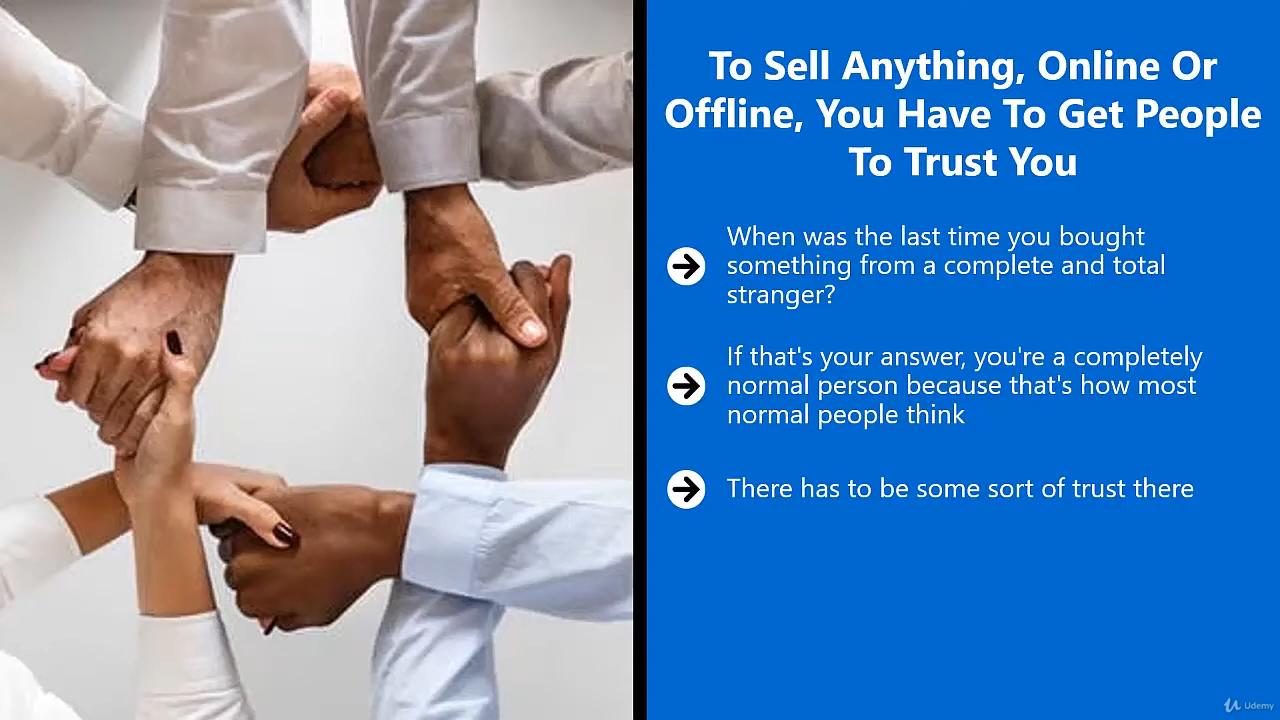 To Sell Anything, Online Or
Offline, You Have To Get People
To Trust You
When was the last time you bought
something from a complete and total
stranger?
If that's your answer, you're a completely
normal person because that's how most
normal people think
There has to be some sort of trust there
Udemy